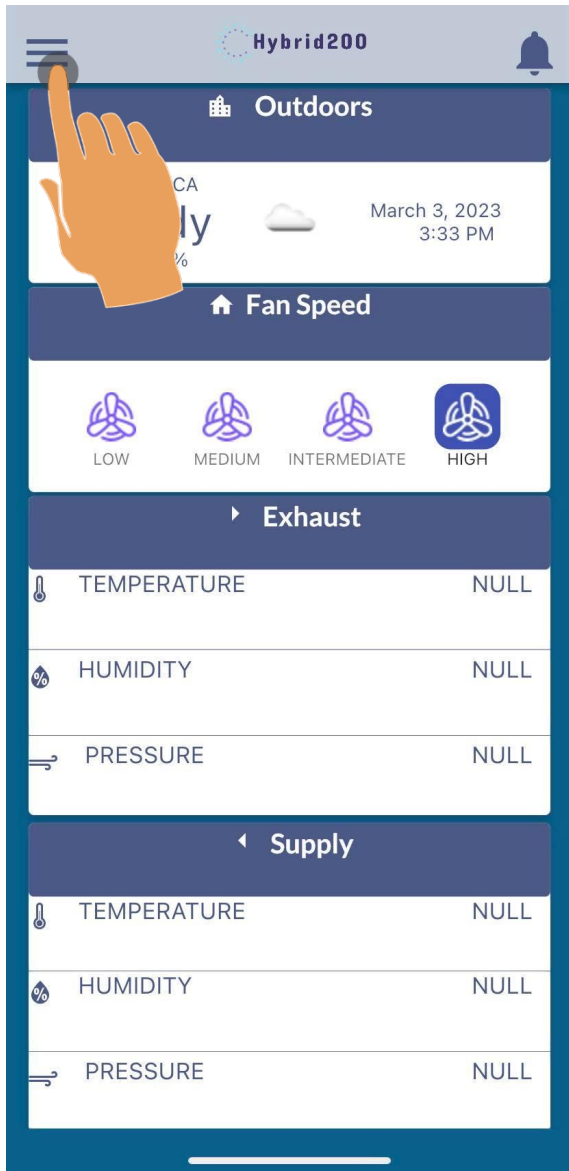 Hybrid200
Outdoors
CA
March 3, 2023
3:33 PM
%
Fan Speed
LOW MEDIUM INTERMEDIATE HIGH
Exhaust
TEMPERATURE NULL
% HUMIDITY NULL
PRESSURE NULL
Supply
TEMPERATURE NULL
% HUMIDITY NULL
PRESSURE NULL